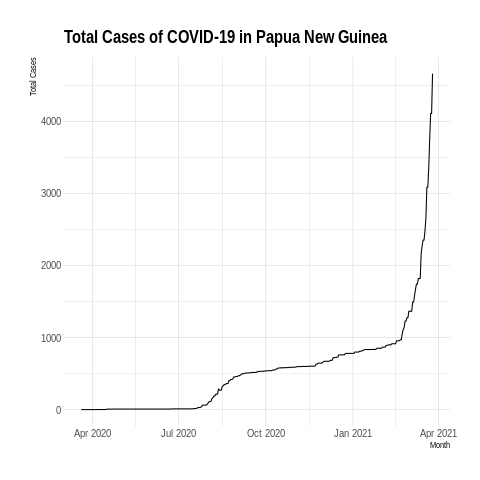 Total Cases of COVID-19 in Papua New Guinea
Total Cases
4000
3000
2000
1000
0
Apr 2020 Jul 2020 Oct 2020 Jan 2021 Apr 2021
Month